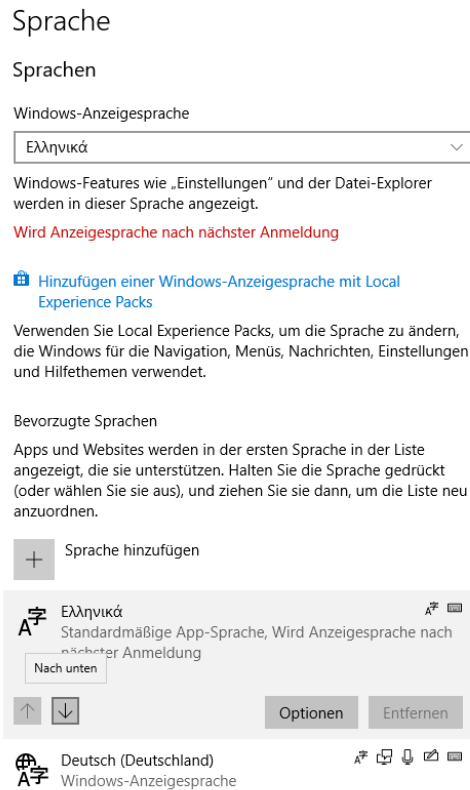 Sprache
Sprachen
Windows-Anzeigesprache
Ελληνικά
Windows-Features wie „Einstellungen“ und der Datei-Explorer
werden in dieser Sprache angezeigt.
Wird Anzeigesprache nach nächster Anmeldung
Hinzufügen einer Windows-Anzeigesprache mit Local
Experience Packs
Verwenden Sie Local Experience Packs, um die Sprache zu ändern,
die Windows für die Navigation, Menüs, Nachrichten, Einstellungen
und Hilfethemen verwendet.
Bevorzugte Sprachen
Apps und Websites werden in der ersten Sprache in der Liste
angezeigt, die sie unterstützen. Halten Sie die Sprache gedrückt
(oder wählen Sie sie aus), und ziehen Sie sie dann, um die Liste neu
anzuordnen.
Sprache hinzufügen
Ελληνικά
Standardmäßige App-Sprache, Wird Anzeigesprache nach
nächster Anmeldung
Nach unten
Optionen Entfernen
Deutsch (Deutschland)
Windows-Anzeigesprache